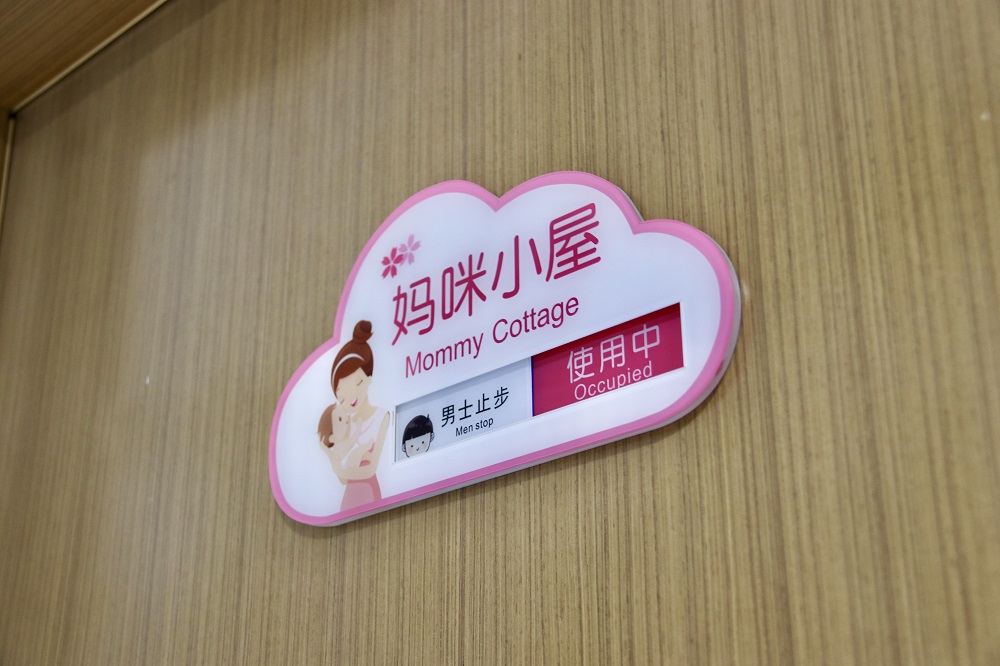 妈咪小屋
Mommy Cottage
男士止步
Men stop
使用中
Occupied